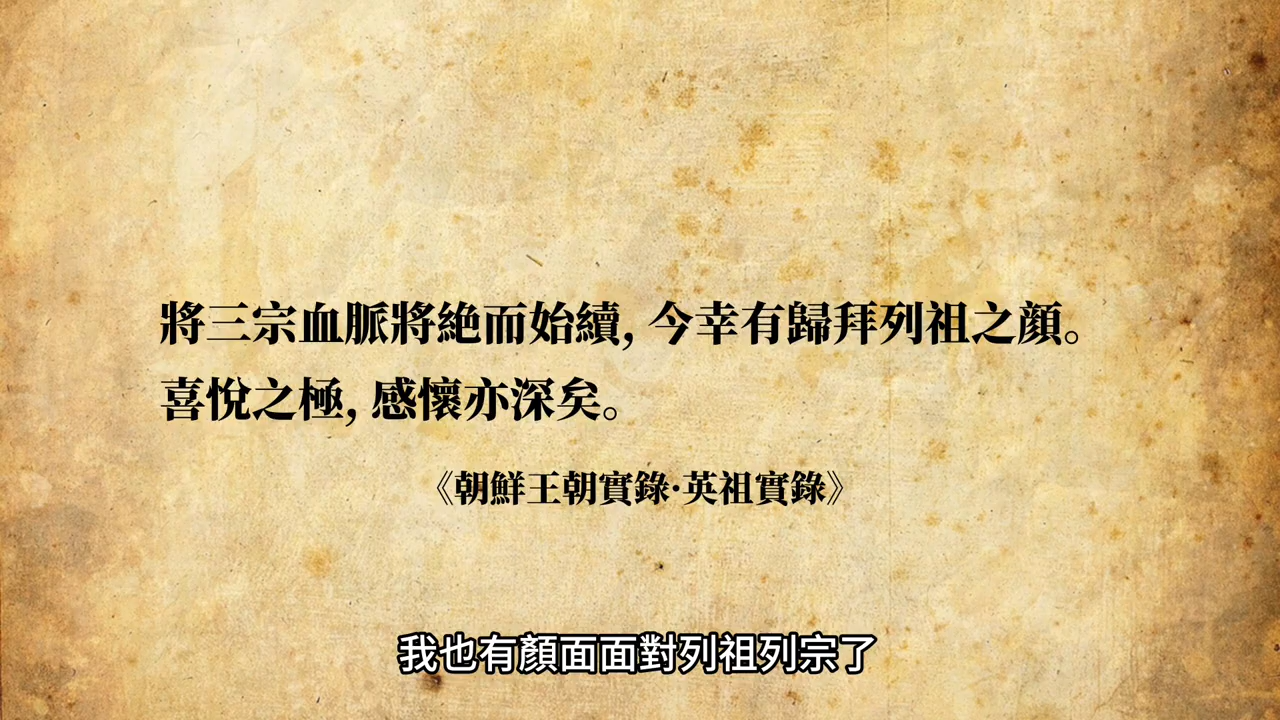 將三宗血脈將絶而始續, 今幸有歸拜列祖之顔。
喜悅之極, 感懷亦深矣。
《朝鮮王朝實錄·英祖實錄》
我也有顏面面對列祖列宗了